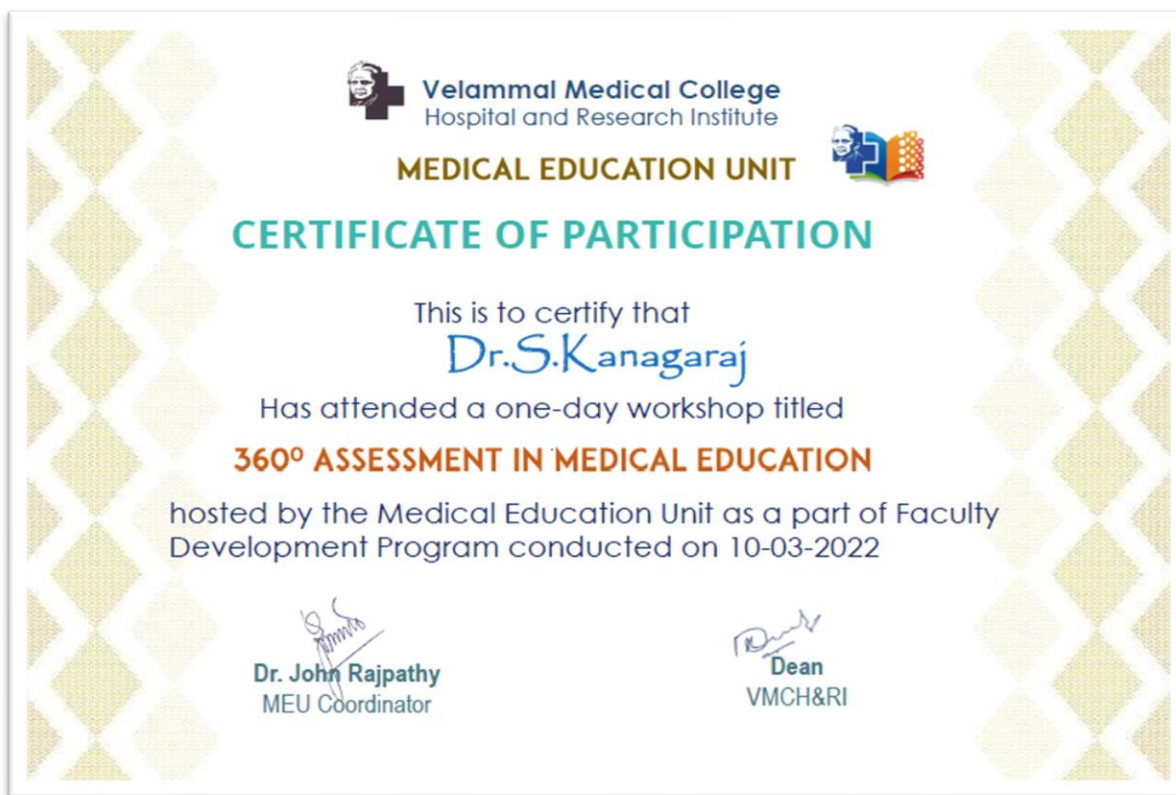 Velammal Medical College
Hospital and Research Institute
MEDICAL EDUCATION UNIT
CERTIFICATE OF PARTICIPATION
This is to certify that
Dr.S.Kanagaraj
Has attended a one-day workshop titled
360⁰ ASSESSMENT IN MEDICAL EDUCATION
hosted by the Medical Education Unit as a part of Faculty
Development Program conducted on 10-03-2022
Dr. John Rajpathy
MEU Coordinator
Dean
VMCH&RI